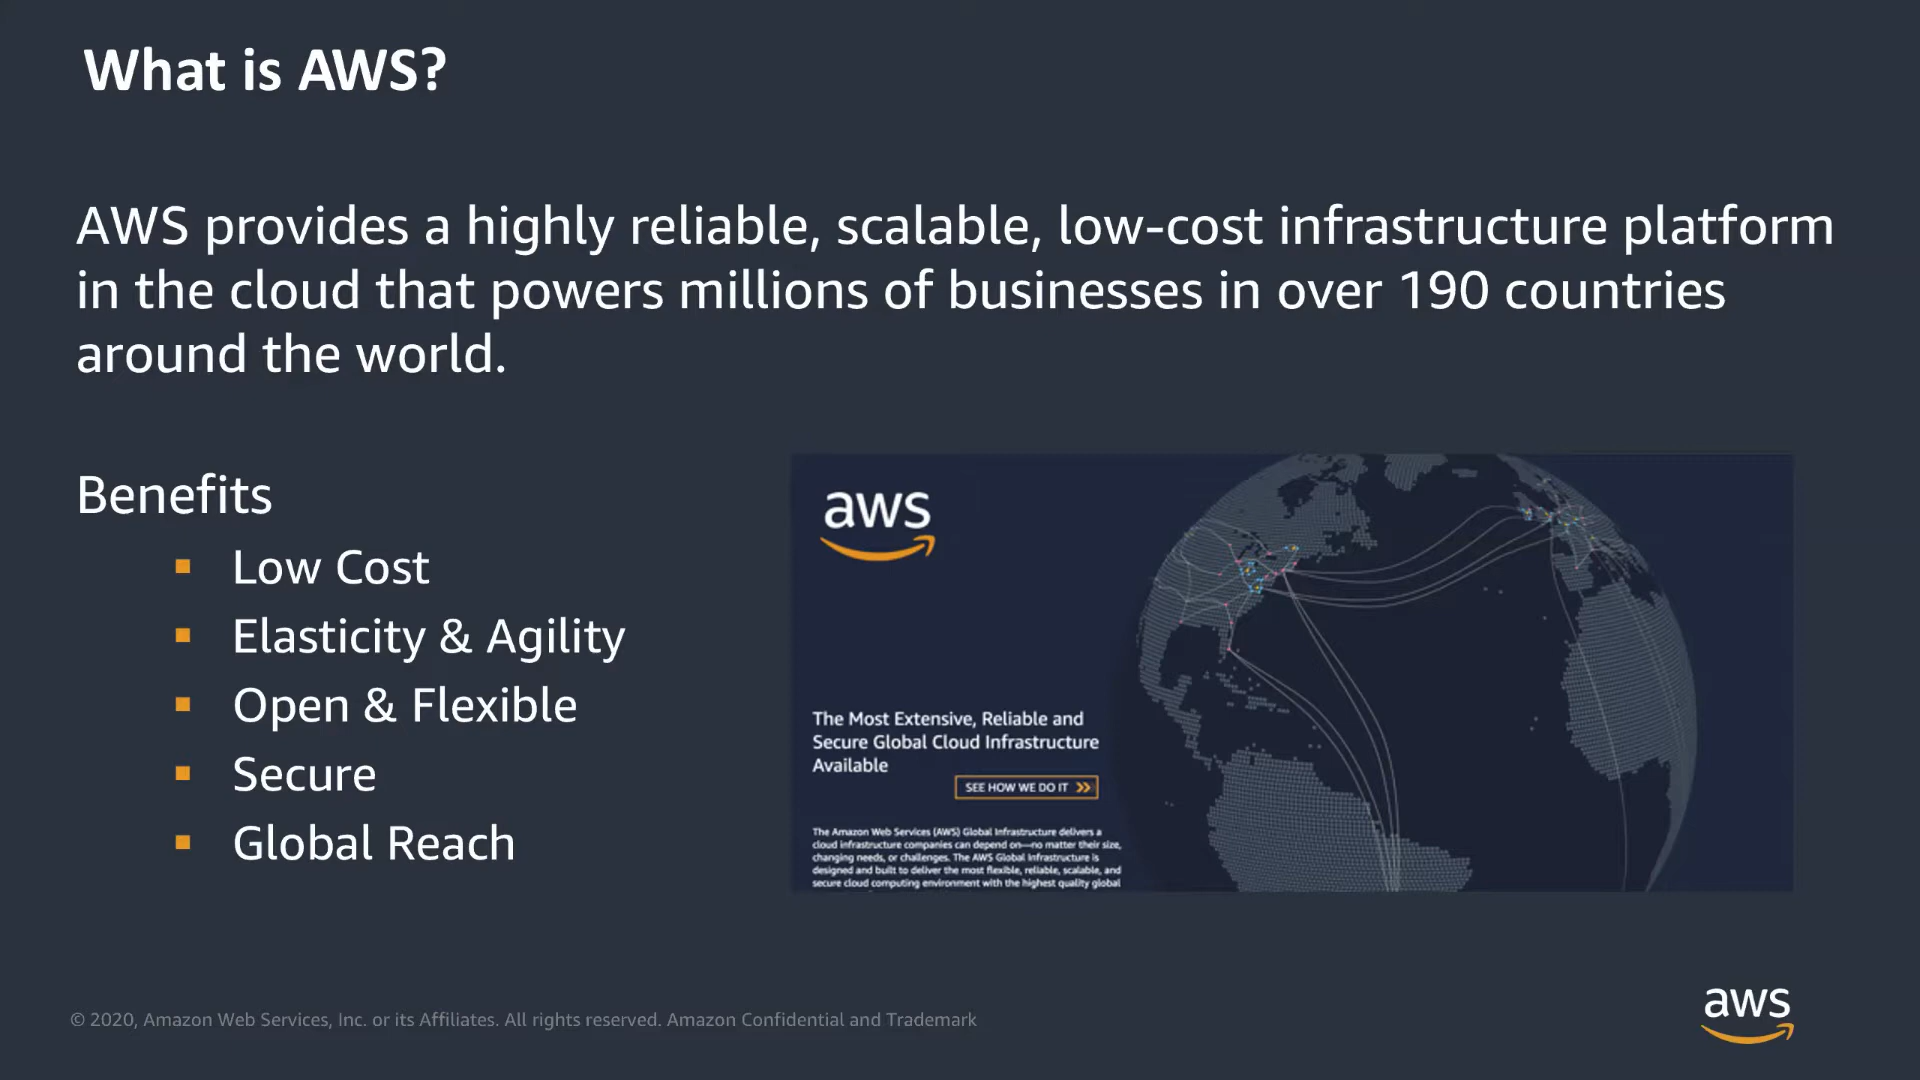 What is AWS?
AWS provides a highly reliable, scalable, low-cost infrastructure platform
in the cloud that powers millions of businesses in over 190 countries
around the world.
Benefits
▪ Low Cost
▪ Elasticity & Agility
▪ Open & Flexible
▪ Secure
▪ Global Reach
aws
The Most Extensive, Reliable and
Secure Global Cloud Infrastructure
Available
SEE HOW WE DO IT »
The Amazon Web Services (AWS) Global Infrastructure delivers a
cloud infrastructure companies can depend on—no matter their size,
changing needs, or challenges. The AWS Global Infrastructure is
designed and built to deliver the most flexible, reliable, scalable, and
secure cloud computing environment with the highest quality global
© 2020, Amazon Web Services, Inc. or its Affiliates. All rights reserved. Amazon Confidential and Trademark
aws